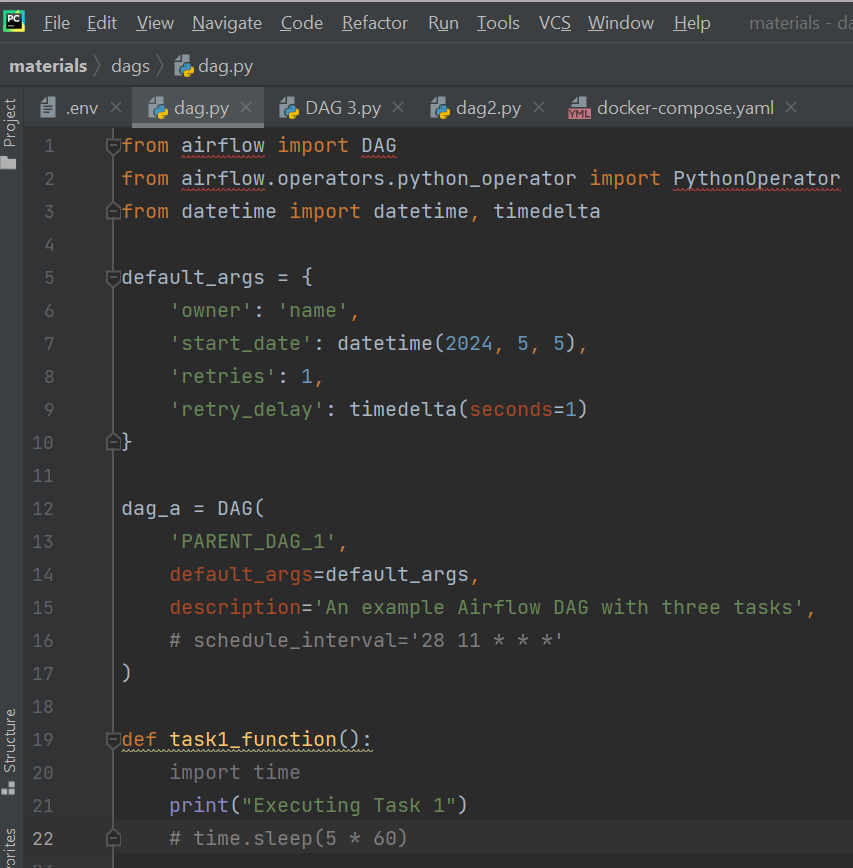 PC File Edit View Navigate Code Refactor Run Tools VCS Window Help materials - da
materials dags dag.py
.env dag.py DAG 3.py dag2.py YML docker-compose.yaml
Project
1 from airflow import DAG
2 from airflow.operators.python_operator import PythonOperator
3 from datetime import datetime, timedelta
4
5 default_args = {
6     'owner': 'name',
7     'start_date': datetime(2024, 5, 5),
8     'retries': 1,
9     'retry_delay': timedelta(seconds=1)
10 }
11
12 dag_a = DAG(
13     'PARENT_DAG_1',
14     default_args=default_args,
15     description='An example Airflow DAG with three tasks',
16     # schedule_interval='28 11 * * *'
17 )
18
19 def task1_function():
20     import time
21     print("Executing Task 1")
22     # time.sleep(5 * 60)
Structure
orites